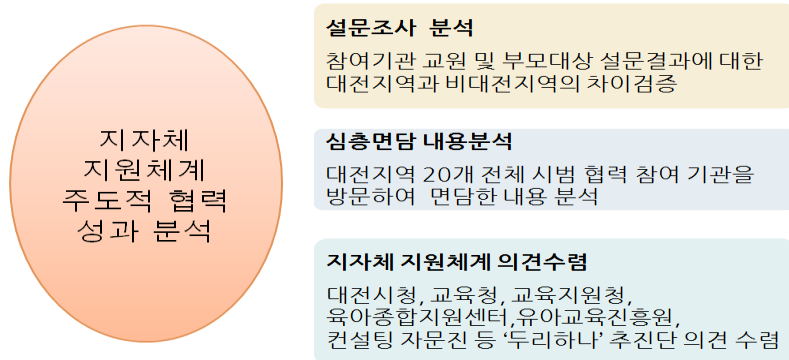 지자체
지원체계
주도적 협력
성과 분석
설문조사 분석
참여기관 교원 및 부모대상 설문결과에 대한
대전지역과 비대전지역의 차이검증
심층면담 내용분석
대전지역 20개 전체 시범 협력 참여 기관을
방문하여 면담한 내용 분석
지자체 지원체계 의견수렴
대전시청, 교육청, 교육지원청,
육아종합지원센터,유아교육진흥원,
컨설팅 자문진 등 ‘두리하나’ 추진단 의견 수렴